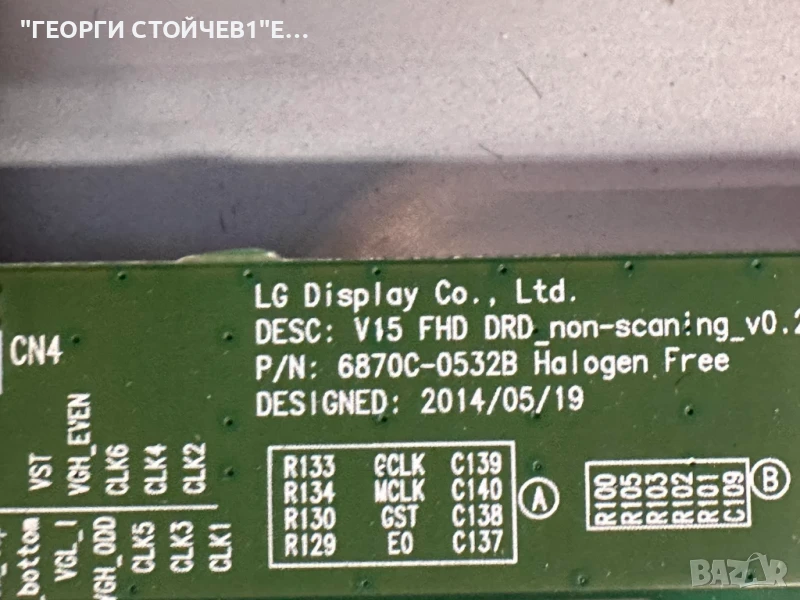 "ГЕОРГИ СТОЙЧЕВ1"Е...
LG Display Co., Ltd.
DESC: V15 FHD DRD_non-scaning_v0.2
P/N: 6870C-0532B Halogen Free
DESIGNED: 2014/05/19
CN4
VST
VGH_EVEN
CLK6
CLK4
CLK2
bottom
VGL_I
VGH_ODD
CLK5
CLK3
CLK1
R133 GCLK C139
R134 MCLK C140
R130 GST C138
R129 EO C137
A
R100
R105
R103
R102
R101
C109
B
BAZAR